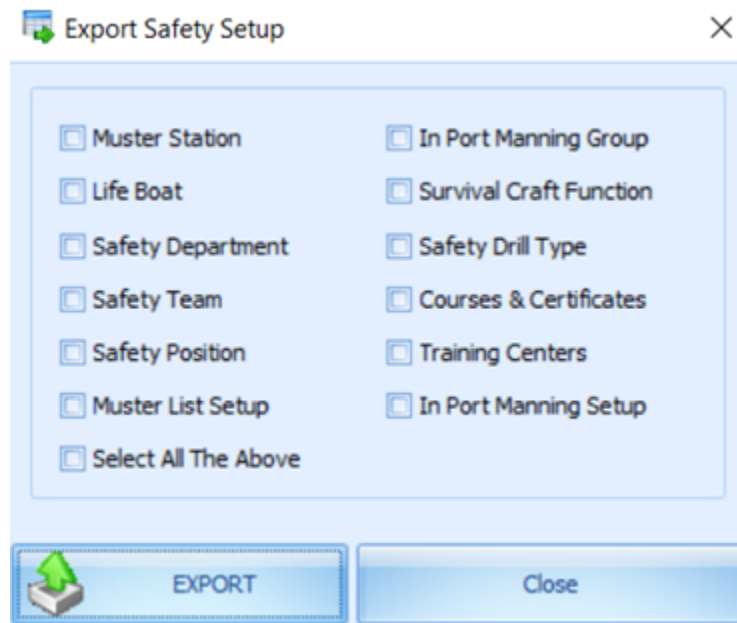 Export Safety Setup
Muster Station
In Port Manning Group
Life Boat
Survival Craft Function
Safety Department
Safety Drill Type
Safety Team
Courses & Certificates
Safety Position
Training Centers
Muster List Setup
In Port Manning Setup
Select All The Above
EXPORT
Close